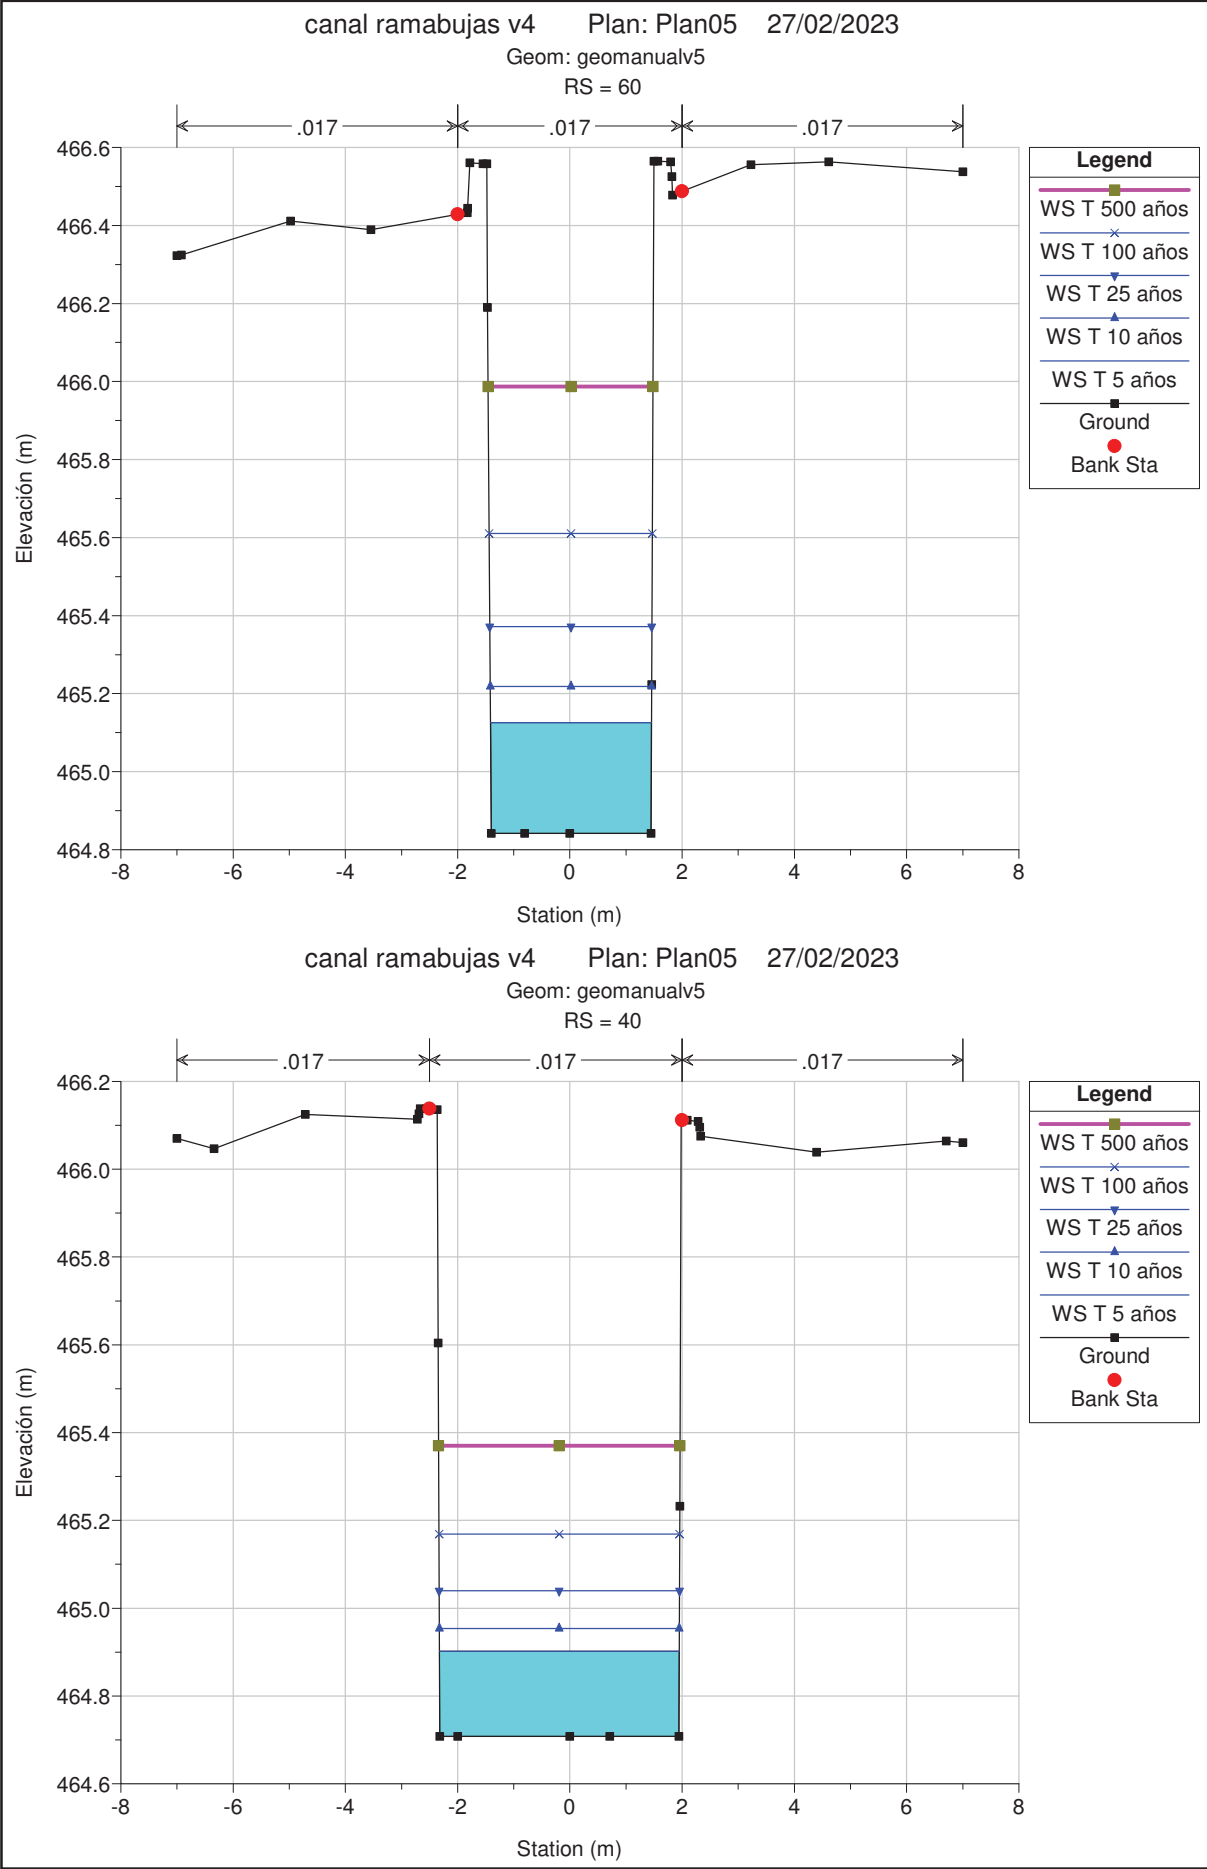 canal ramabujas v4 Plan: Plan05 27/02/2023
Geom: geomanualv5
RS = 60
.017 .017 .017
Legend
WS T 500 años
WS T 100 años
WS T 25 años
WS T 10 años
WS T 5 años
Ground
Bank Sta
Elevación (m)
466.6
466.4
466.2
466.0
465.8
465.6
465.4
465.2
465.0
464.8
-8 -6 -4 -2 0 2 4 6 8
Station (m)
canal ramabujas v4 Plan: Plan05 27/02/2023
Geom: geomanualv5
RS = 40
.017 .017 .017
Legend
WS T 500 años
WS T 100 años
WS T 25 años
WS T 10 años
WS T 5 años
Ground
Bank Sta
Elevación (m)
466.2
466.0
465.8
465.6
465.4
465.2
465.0
464.8
464.6
-8 -6 -4 -2 0 2 4 6 8
Station (m)